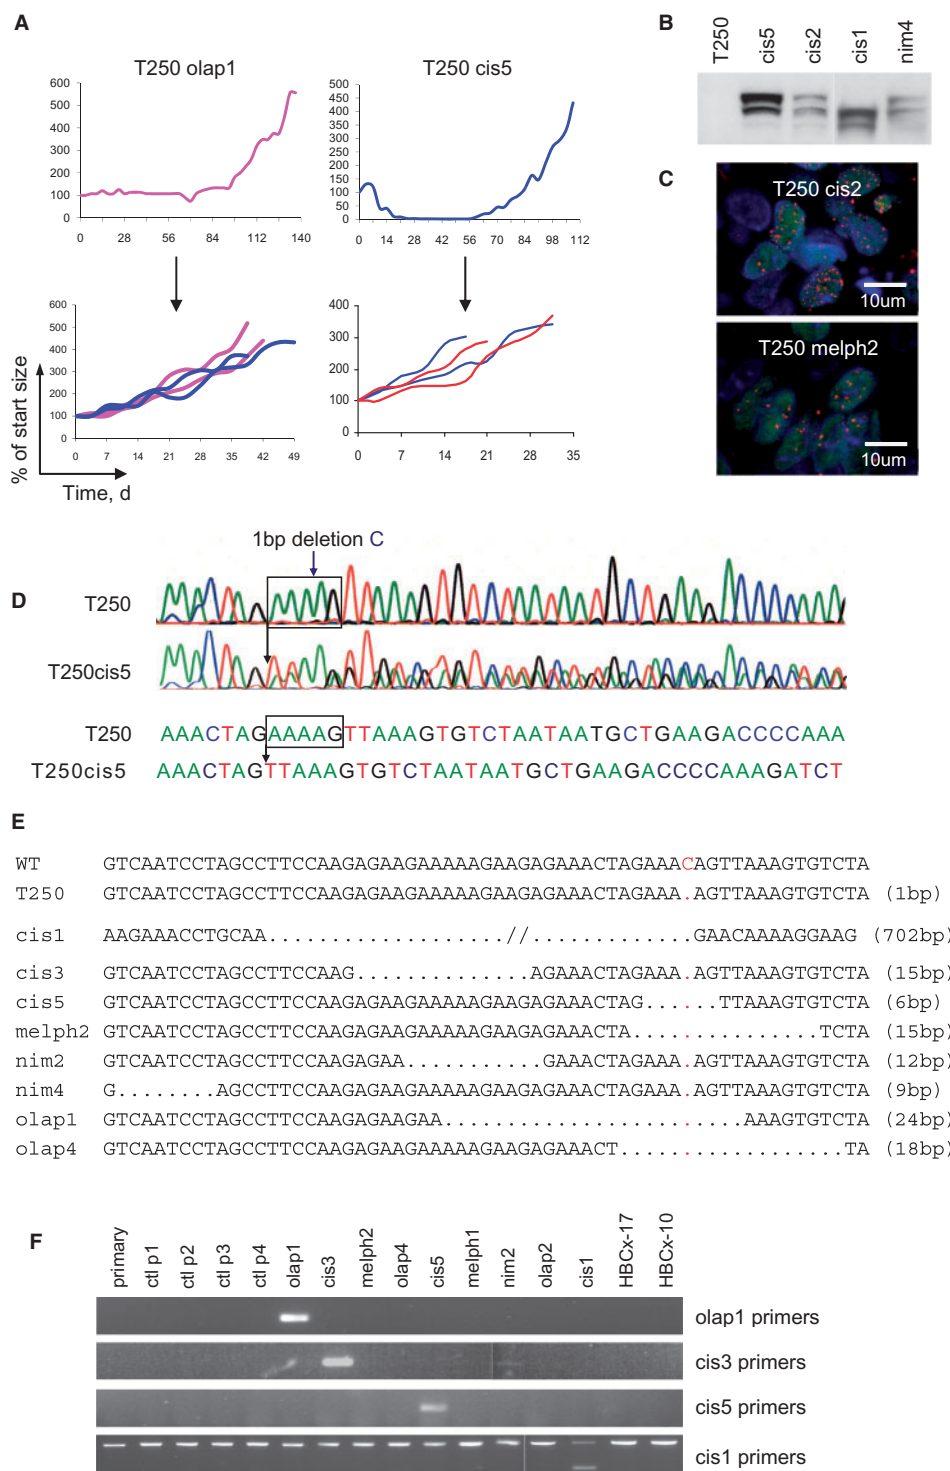 A
T250 olap1
T250 cis5
600
500
400
300
200
100
0
0 28 56 84 112 140
500
450
400
350
300
250
200
150
100
50
0
0 14 28 42 56 70 84 98 112
600
500
400
300
200
100
0
0 7 14 21 28 35 42 49
400
300
200
100
0
0 7 14 21 28 35
% of start size
Time, d
B
T250
cis5
cis2
cis1
nim4
C
T250 cis2
10um
T250 melph2
10um
D
1bp deletion C
T250
T250cis5
T250 AAACTAGAAAAGTTAAAGTGTCTAATAATGCTGAAGACCCCAAA
T250cis5 AAACTAGTTAAAGTGTCTAATAATGCTGAAGACCCCAAAGATCT
E
WT GTCAATCCTAGCCTTCCAAGAGAAGAAAAAGAAGAGAAACTAGAAACAGTTAAAGTGTCTA
T250 GTCAATCCTAGCCTTCCAAGAGAAGAAAAAGAAGAGAAACTAGAAA.AGTTAAAGTGTCTA (1bp)
cis1 AAGAAACCTGCAA...................//.............GAACAAAAGGAAG (702bp)
cis3 GTCAATCCTAGCCTTCCAAG..............AGAAACTAGAAA.AGTTAAAGTGTCTA (15bp)
cis5 GTCAATCCTAGCCTTCCAAGAGAAGAAAAAGAAGAGAAACTAG......TTAAAGTGTCTA (6bp)
melph2 GTCAATCCTAGCCTTCCAAGAGAAGAAAAAGAAGAGAAACTA...............TCTA (15bp)
nim2 GTCAATCCTAGCCTTCCAAGAGAA...........GAAACTAGAAA.AGTTAAAGTGTCTA (12bp)
nim4 G........AGCCTTCCAAGAGAAGAAAAAGAAGAGAAACTAGAAA.AGTTAAAGTGTCTA (9bp)
olap1 GTCAATCCTAGCCTTCCAAGAGAAGAA........................AAAGTGTCTA (24bp)
olap4 GTCAATCCTAGCCTTCCAAGAGAAGAAAAAGAAGAGAAACT..................TA (18bp)
F
primary
ctl p1
ctl p2
ctl p3
ctl p4
olap1
cis3
melph2
olap4
cis5
melph1
nim2
olap2
cis1
HBCx-17
HBCx-10
olap1 primers
cis3 primers
cis5 primers
cis1 primers